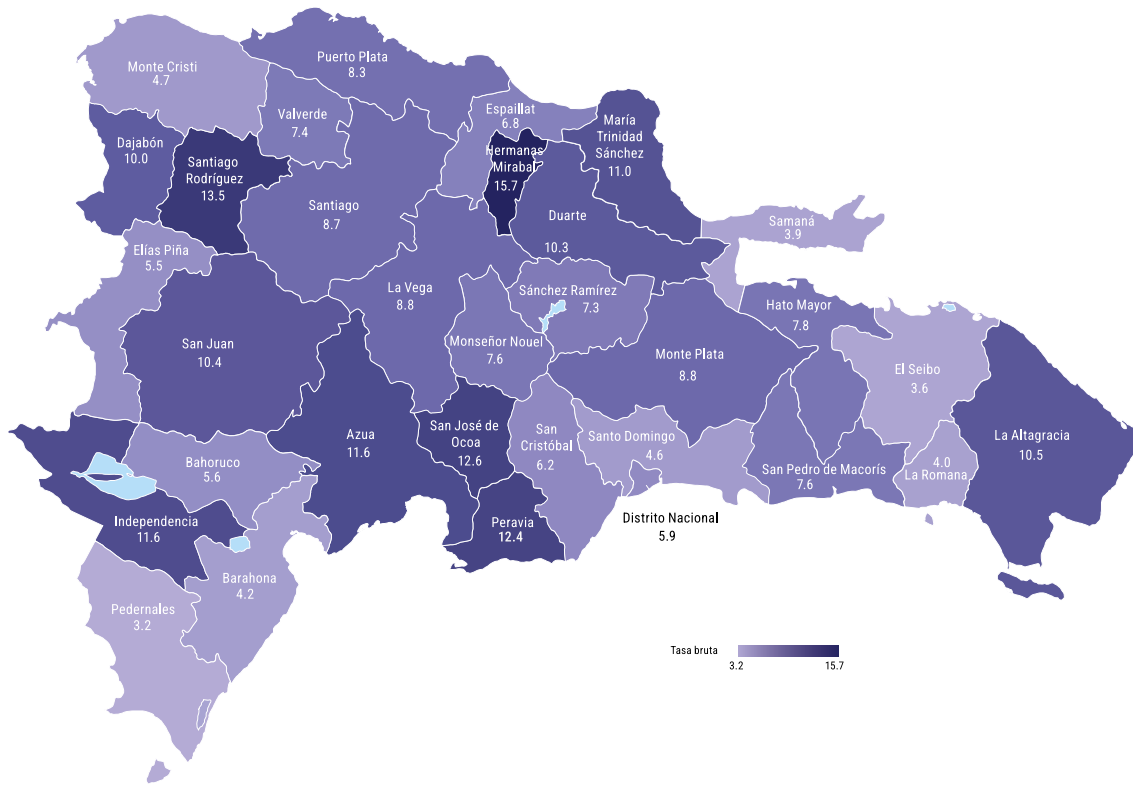 Puerto Plata
8.3
Monte Cristi
4.7
Valverde
7.4
Espaillat
6.8
María
Trinidad
Sánchez
11.0
Dajabón
10.0
Santiago
Rodríguez
13.5
Hermanas
Mirabal
15.7
Santiago
8.7
Duarte
10.3
Samaná
3.9
Elías Piña
5.5
La Vega
8.8
Sánchez Ramírez
7.3
Hato Mayor
7.8
San Juan
10.4
Monseñor Nouel
7.6
Monte Plata
8.8
El Seibo
3.6
Azua
11.6
San José de
Ocoa
12.6
San
Cristóbal
6.2
Santo Domingo
4.6
La Altagracia
10.5
Bahoruco
5.6
San Pedro de Macorís
7.6
4.0
La Romana
Independencia
11.6
Peravia
12.4
Distrito Nacional
5.9
Barahona
4.2
Pedernales
3.2
Tasa bruta
3.2
15.7